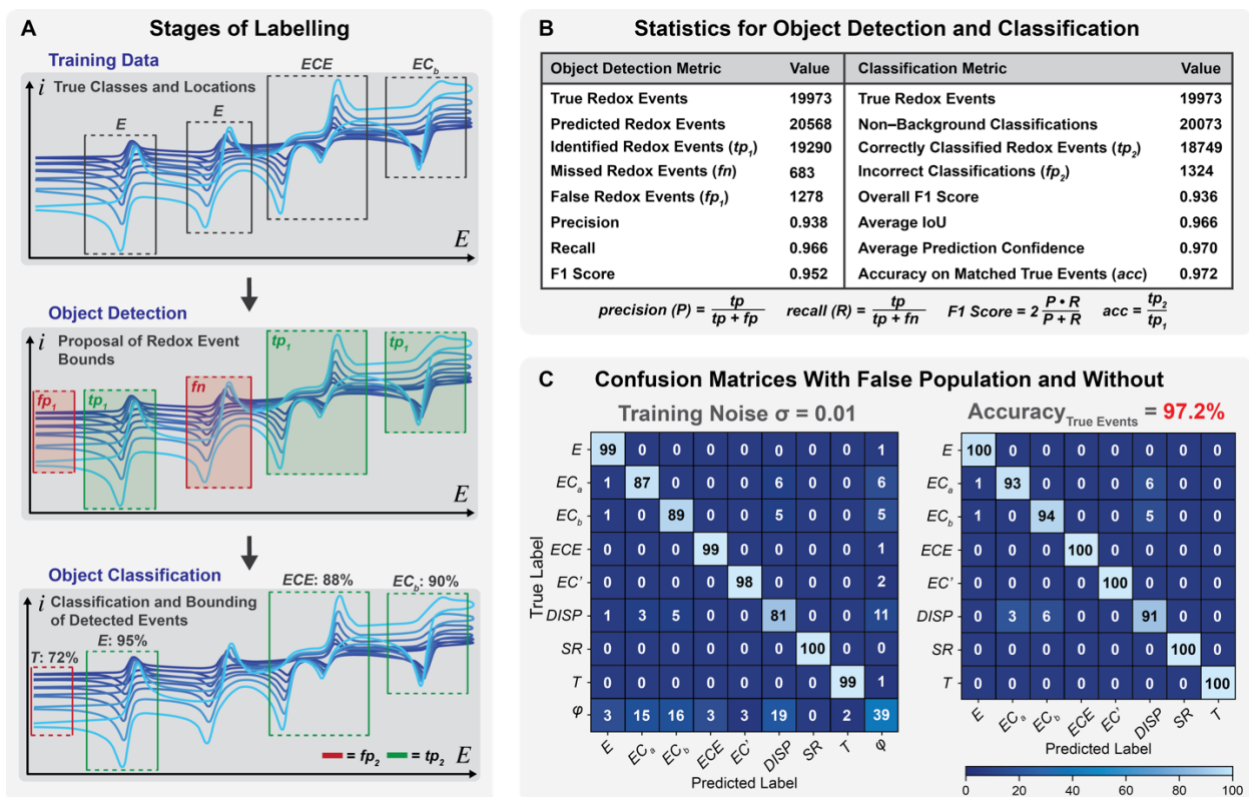 A Stages of Labelling
Training Data
i True Classes and Locations
E
E
ECE
EC_b
E
Object Detection
i Proposal of Redox Event
Bounds
fp_1
tp_1
fn
tp_1
tp_1
E
Object Classification
i Classification and Bounding
of Detected Events
T: 72%
E: 95%
ECE: 88%
EC_b: 90%
= fp_2 = tp_2
E
B Statistics for Object Detection and Classification
Object Detection Metric Value Classification Metric Value
True Redox Events 19973 True Redox Events 19973
Predicted Redox Events 20568 Non–Background Classifications 20073
Identified Redox Events (tp_1) 19290 Correctly Classified Redox Events (tp_2) 18749
Missed Redox Events (fn) 683 Incorrect Classifications (fp_2) 1324
False Redox Events (fp_1) 1278 Overall F1 Score 0.936
Precision 0.938 Average IoU 0.966
Recall 0.966 Average Prediction Confidence 0.970
F1 Score 0.952 Accuracy on Matched True Events (acc) 0.972
precision (P) = tp / tp + fp recall (R) = tp / tp + fn F1 Score = 2 P • R / P + R acc = tp_2 / tp_1
C Confusion Matrices With False Population and Without
Training Noise σ = 0.01
True Label
E 99 0 0 0 0 0 0 0 1
EC_a 1 87 0 0 0 6 0 0 6
EC_b 1 0 89 0 0 5 0 0 5
ECE 0 0 0 99 0 0 0 0 1
EC' 0 0 0 0 98 0 0 0 2
DISP 1 3 5 0 0 81 0 0 11
SR 0 0 0 0 0 0 100 0 0
T 0 0 0 0 0 0 0 99 1
φ 3 15 16 3 3 19 0 2 39
E EC_a EC_b ECE EC' DISP SR T φ
Predicted Label
Accuracy_True Events = 97.2%
E 100 0 0 0 0 0 0 0
EC_a 1 93 0 0 0 6 0 0
EC_b 1 0 94 0 0 5 0 0
ECE 0 0 0 100 0 0 0 0
EC' 0 0 0 0 100 0 0 0
DISP 0 3 6 0 0 91 0 0
SR 0 0 0 0 0 0 100 0
T 0 0 0 0 0 0 0 100
E EC_a EC_b ECE EC' DISP SR T
Predicted Label
0 20 40 60 80 100